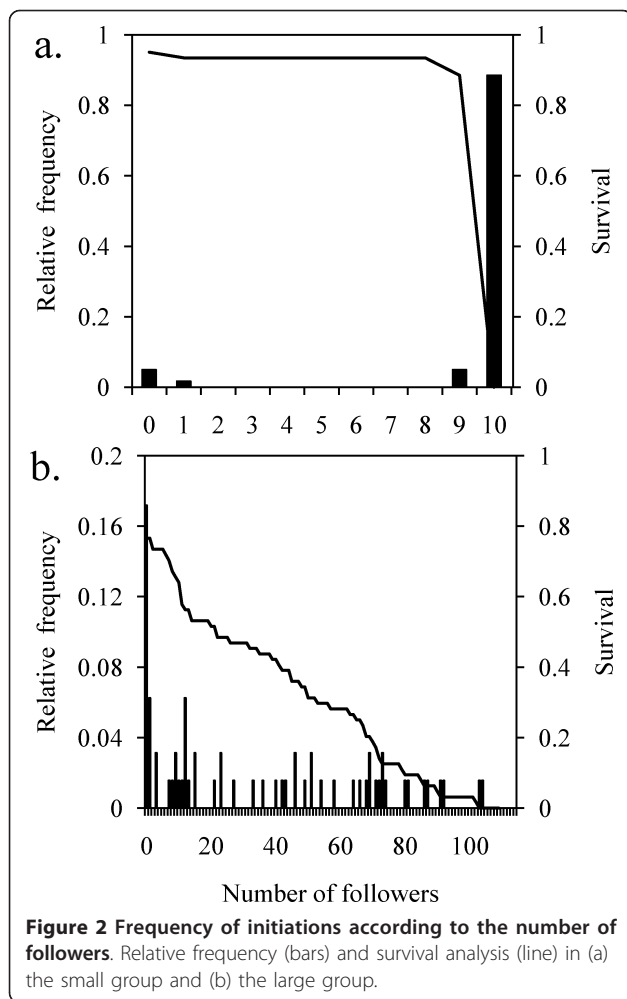 a.
1
0.8
0.6
0.4
0.2
0
Relative frequency
1
0.8
0.6
0.4
0.2
0
Survival
0 1 2 3 4 5 6 7 8 9 10
b.
0.2
0.16
0.12
0.08
0.04
0
Relative frequency
1
0.8
0.6
0.4
0.2
0
Survival
0 20 40 60 80 100
Number of followers
Figure 2 Frequency of initiations according to the number of
followers. Relative frequency (bars) and survival analysis (line) in (a)
the small group and (b) the large group.